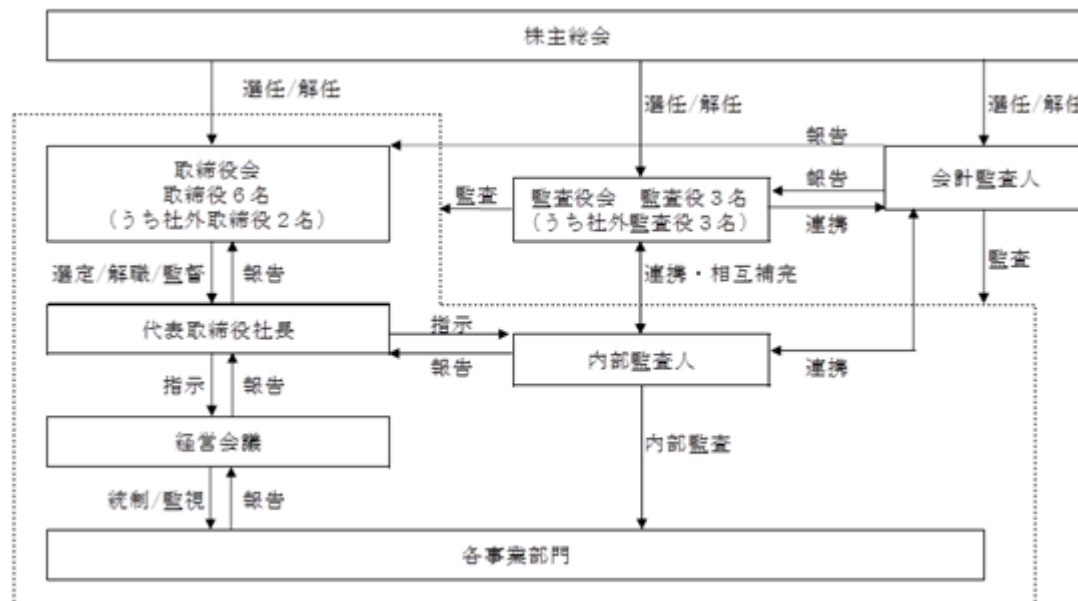 株主総会
選任/解任
選任/解任
選任/解任
報告
取締役会
取締役6名
(うち社外取締役2名)
監査
監査役会 監査役3名
(うち社外監査役3名)
報告
連携
会計監査人
監査
選定/解職/監督
報告
連携・相互補完
代表取締役社長
指示
報告
内部監査人
連携
指示
報告
経営会議
内部監査
統制/監視
報告
各事業部門